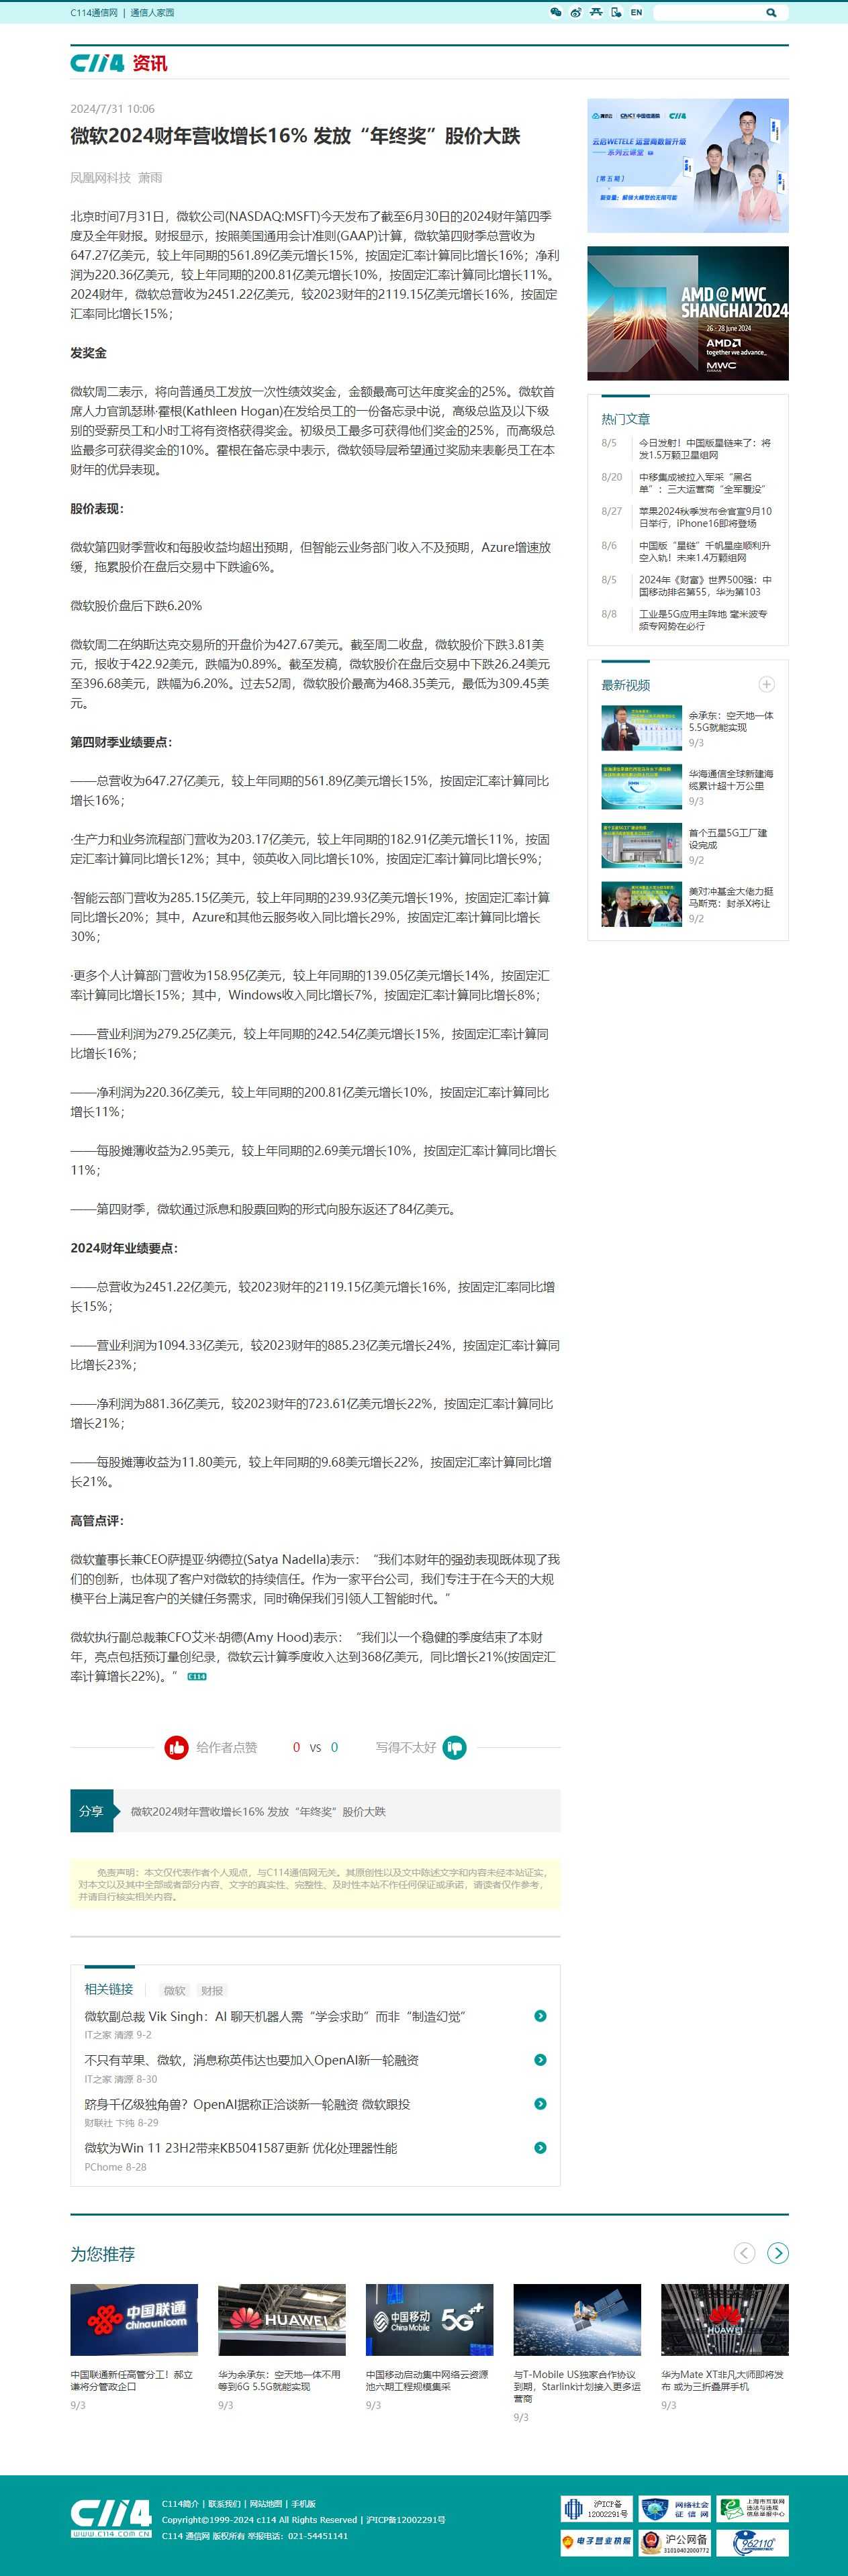 C114通信网 | 通信人家园
EN
C114 资讯
2024/7/31 10:06
微软2024财年营收增长16% 发放“年终奖”股价大跌
凤凰网科技 萧雨
北京时间7月31日，微软公司(NASDAQ:MSFT)今天发布了截至6月30日的2024财年第四季
度及全年财报。财报显示，按照美国通用会计准则(GAAP)计算，微软第四财季总营收为
647.27亿美元，较上年同期的561.89亿美元增长15%，按固定汇率计算同比增长16%；净利
润为220.36亿美元，较上年同期的200.81亿美元增长10%，按固定汇率计算同比增长11%。
2024财年，微软总营收为2451.22亿美元，较2023财年的2119.15亿美元增长16%，按固定
汇率同比增长15%；
发奖金
微软周二表示，将向普通员工发放一次性绩效奖金，金额最高可达年度奖金的25%。微软首
席人力官凯瑟琳·霍根(Kathleen Hogan)在发给员工的一份备忘录中说，高级总监及以下级
别的受薪员工和小时工将有资格获得奖金。初级员工最多可获得他们奖金的25%，而高级总
监最多可获得奖金的10%。霍根在备忘录中表示，微软领导层希望通过奖励来表彰员工在本
财年的优异表现。
股价表现：
微软第四财季营收和每股收益均超出预期，但智能云业务部门收入不及预期，Azure增速放
缓，拖累股价在盘后交易中下跌逾6%。
微软股价盘后下跌6.20%
微软周二在纳斯达克交易所的开盘价为427.67美元。截至周二收盘，微软股价下跌3.81美
元，报收于422.92美元，跌幅为0.89%。截至发稿，微软股价在盘后交易中下跌26.24美元
至396.68美元，跌幅为6.20%。过去52周，微软股价最高为468.35美元，最低为309.45美
元。
第四财季业绩要点：
——总营收为647.27亿美元，较上年同期的561.89亿美元增长15%，按固定汇率计算同比
增长16%；
·生产力和业务流程部门营收为203.17亿美元，较上年同期的182.91亿美元增长11%，按固
定汇率计算同比增长12%；其中，领英收入同比增长10%，按固定汇率计算同比增长9%；
·智能云部门营收为285.15亿美元，较上年同期的239.93亿美元增长19%，按固定汇率计算
同比增长20%；其中，Azure和其他云服务收入同比增长29%，按固定汇率计算同比增长
30%；
·更多个人计算部门营收为158.95亿美元，较上年同期的139.05亿美元增长14%，按固定汇
率计算同比增长15%；其中，Windows收入同比增长7%，按固定汇率计算同比增长8%；
——营业利润为279.25亿美元，较上年同期的242.54亿美元增长15%，按固定汇率计算同
比增长16%；
——净利润为220.36亿美元，较上年同期的200.81亿美元增长10%，按固定汇率计算同比
增长11%；
——每股摊薄收益为2.95美元，较上年同期的2.69美元增长10%，按固定汇率计算同比增长
11%；
——第四财季，微软通过派息和股票回购的形式向股东返还了84亿美元。
2024财年业绩要点：
——总营收为2451.22亿美元，较2023财年的2119.15亿美元增长16%，按固定汇率同比增
长15%；
——营业利润为1094.33亿美元，较2023财年的885.23亿美元增长24%，按固定汇率计算同
比增长23%；
——净利润为881.36亿美元，较2023财年的723.61亿美元增长22%，按固定汇率计算同比
增长21%；
——每股摊薄收益为11.80美元，较上年同期的9.68美元增长22%，按固定汇率计算同比增
长21%。
高管点评：
微软董事长兼CEO萨提亚·纳德拉(Satya Nadella)表示：“我们本财年的强劲表现既体现了我
们的创新，也体现了客户对微软的持续信任。作为一家平台公司，我们专注于在今天的大规
模平台上满足客户的关键任务需求，同时确保我们引领人工智能时代。”
微软执行副总裁兼CFO艾米·胡德(Amy Hood)表示：“我们以一个稳健的季度结束了本财
年，亮点包括预订量创纪录，微软云计算季度收入达到368亿美元，同比增长21%(按固定汇
率计算增长22%)。“ C114
给作者点赞 0 VS 0 写得不太好
分享 微软2024财年营收增长16% 发放“年终奖”股价大跌
免责声明：本文仅代表作者个人观点，与C114通信网无关。其原创性以及文中陈述文字和内容未经本站证实，
对本文以及其中全部或者部分内容、文字的真实性、完整性、及时性本站不作任何保证或承诺，请读者仅作参考，
并请自行核实相关内容。
相关链接 微软 财报
微软副总裁 Vik Singh：AI 聊天机器人需“学会求助”而非“制造幻觉”
IT之家 清源 9-2
不只有苹果、微软，消息称英伟达也要加入OpenAI新一轮融资
IT之家 清源 8-30
跻身千亿级独角兽？OpenAI据称正洽谈新一轮融资 微软跟投
财联社 卞纯 8-29
微软为Win 11 23H2带来KB5041587更新 优化处理器性能
PChome 8-28
腾讯云 中国信通院 C114
云启WETELE 运营商数智升级
——系列云课堂
[第五期]
副变量：解锁大模型的无限可能
AMD @ MWC
SHANGHAI 2024
26 - 28 June 2024
AMD
together we advance_
MWC
热门文章
8/5 今日发射！中国版星链来了：将
发1.5万颗卫星组网
8/20 中移集成被拉入军采“黑名
单”：三大运营商“全军覆没”
8/27 苹果2024秋季发布会官宣9月10
日举行，iPhone16即将登场
8/6 中国版“星链”千帆星座顺利升
空入轨！未来1.4万颗组网
8/5 2024年《财富》世界500强：中
国移动排名第55，华为第103
8/8 工业是5G应用主阵地 毫米波专
频专网势在必行
最新视频
余承东：空天地一体
5.5G就能实现
9/3
华海通信全球新建海
缆累计超十万公里
9/3
首个五星5G工厂建
设完成
9/2
美对冲基金大佬力挺
马斯克：封杀X将让
9/2
为您推荐
中国联通
China unicom
HUAWEI
中国移动
China Mobile
5G++
HUAWEI
中国联通新任高管分工！郝立
谦将分管政企口
9/3
华为余承东：空天地一体不用
等到6G 5.5G就能实现
9/3
中国移动启动集中网络云资源
池六期工程规模集采
9/3
与T-Mobile US独家合作协议
到期，Starlink计划接入更多运
营商
9/3
华为Mate XT非凡大师即将发
布 或为三折叠屏手机
9/3
C114
WWW.C114.COM.CN
C114简介 | 联系我们 | 网站地图 | 手机版
Copyright©1999-2024 c114 All Rights Reserved | 沪ICP备12002291号
C114 通信网 版权所有 举报电话：021-54451141
沪ICP备
12002291号
网络社会
征信网
上海市互联网
违法与违规
信息举报中心
电子营业执照
沪公网备
31010402000772
962110